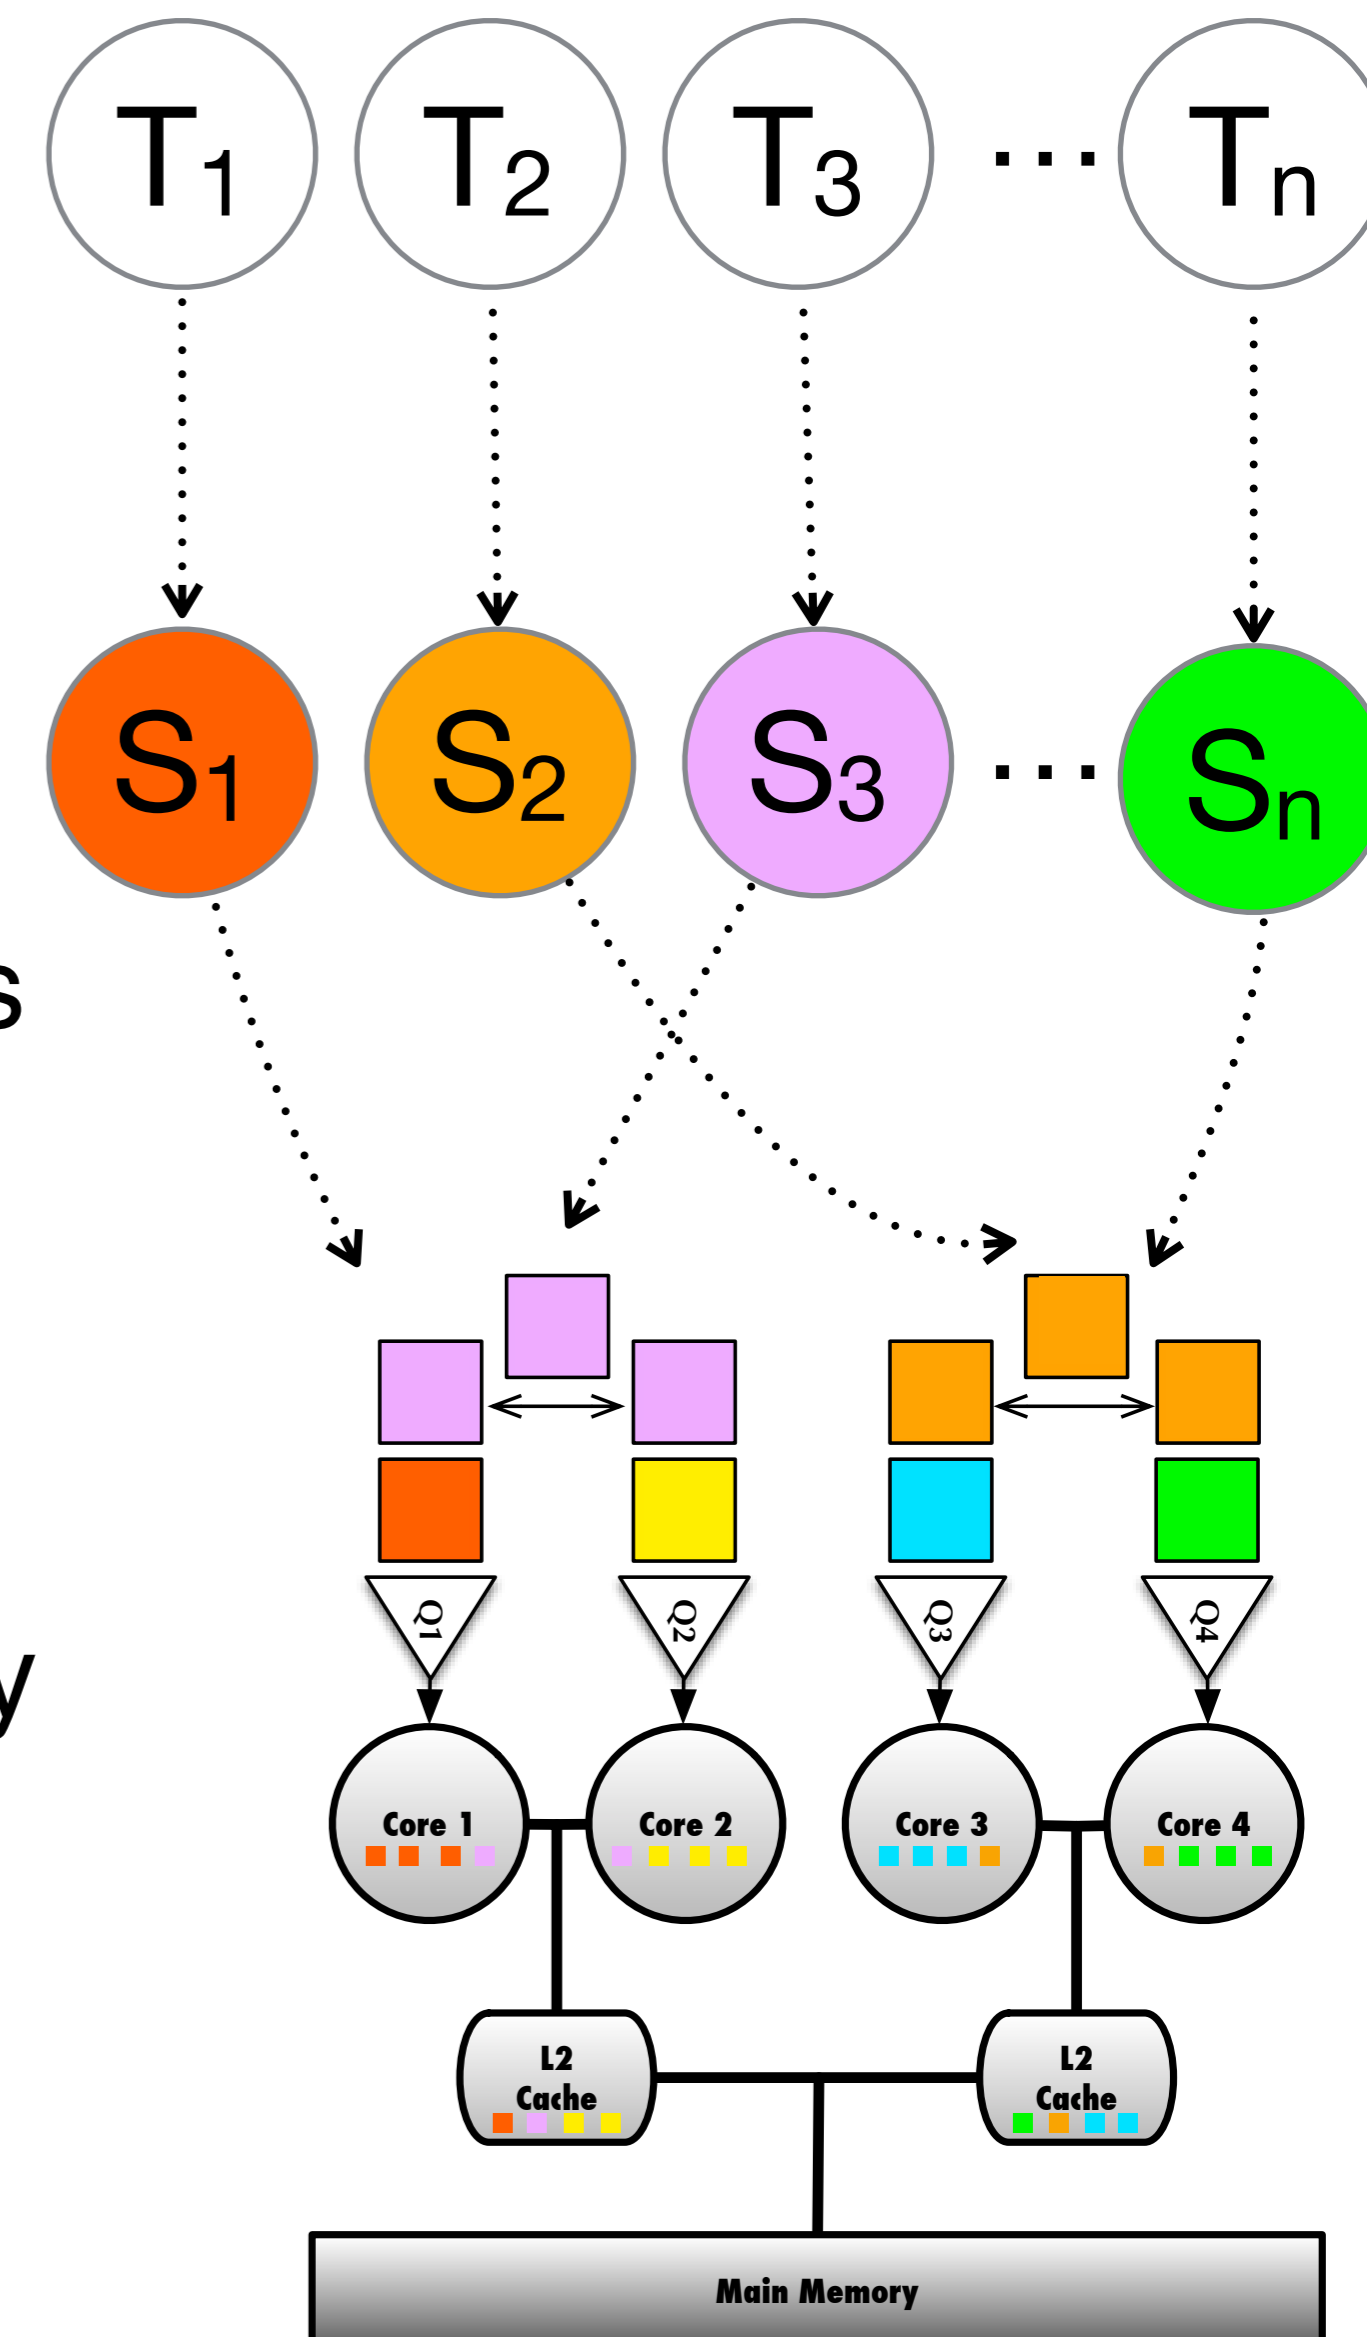 T1 T2 T3 ... Tn
S1 S2 S3 ... Sn
s
y
Q1 Q2 Q3 Q4
Core 1 Core 2 Core 3 Core 4
L2 L2
Cache Cache
Main Memory